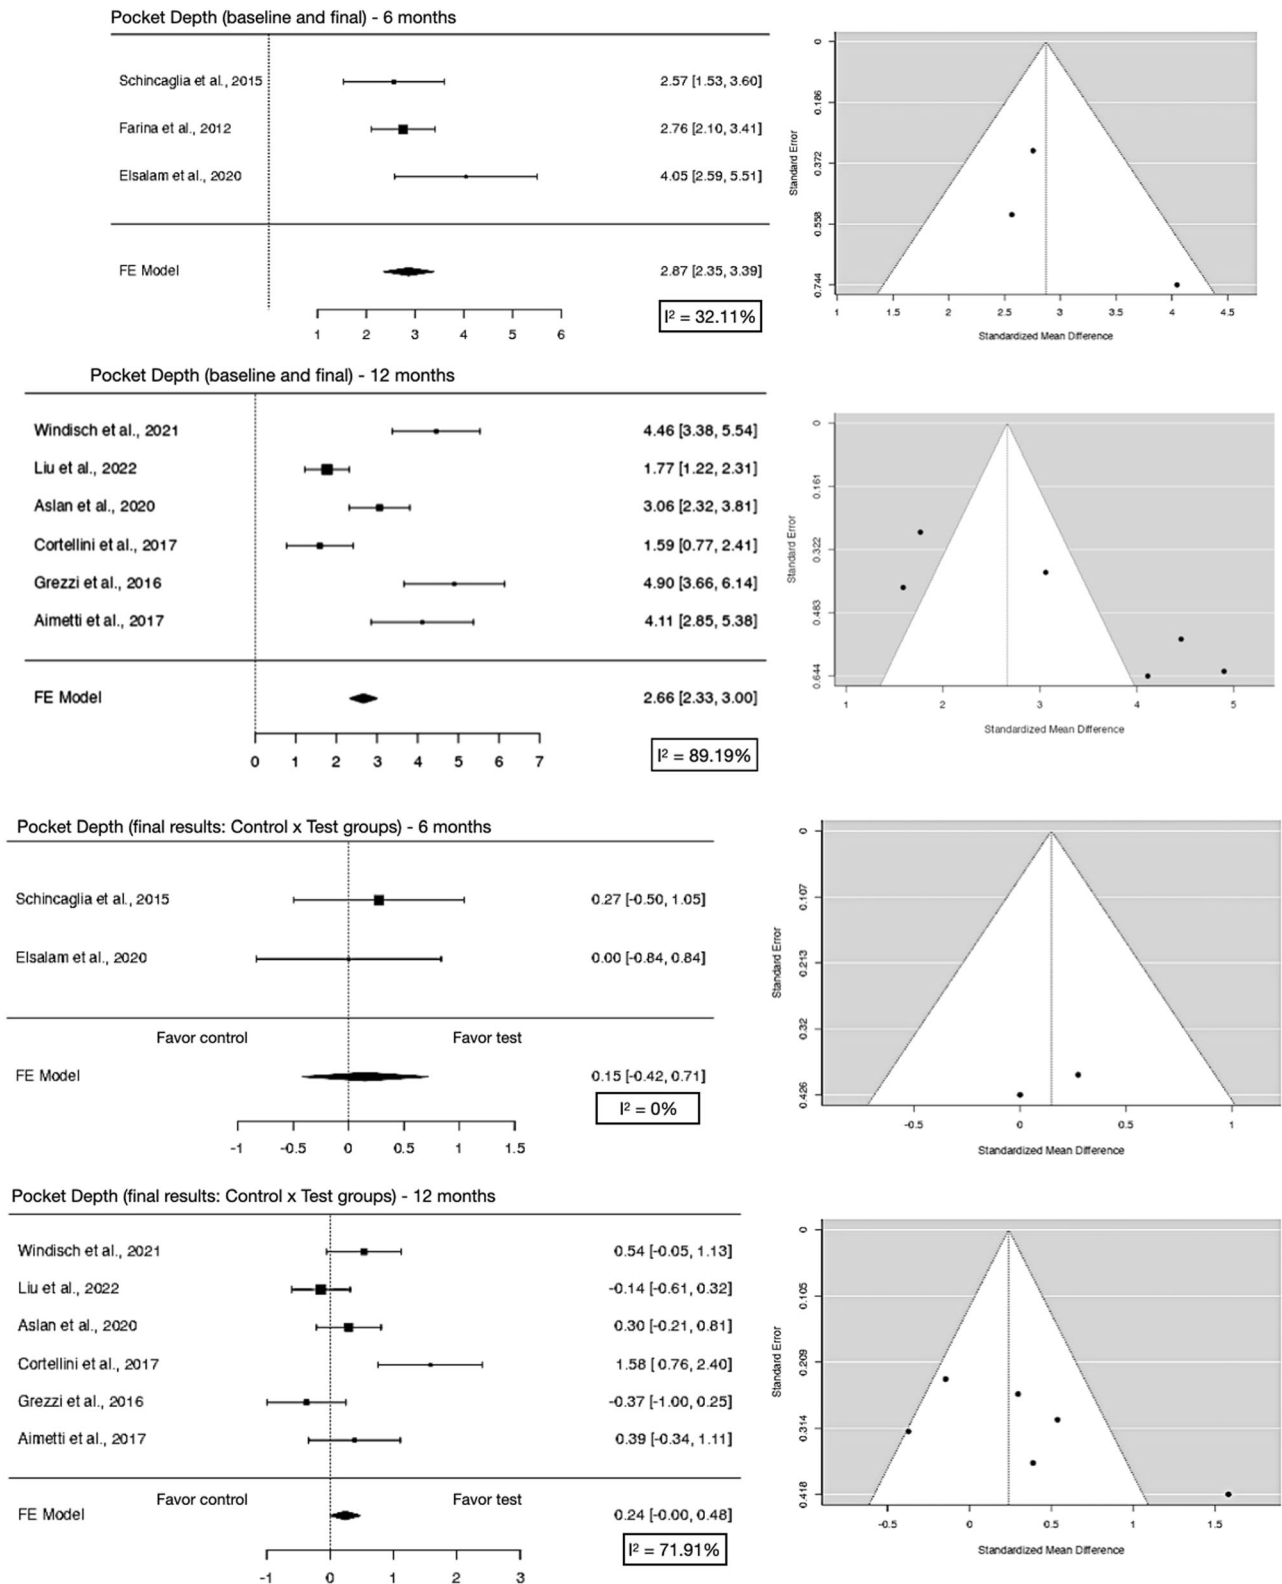 Pocket Depth (baseline and final) - 6 months
Schincaglia et al., 2015 2.57 [1.53, 3.60]
Farina et al., 2012 2.76 [2.10, 3.41]
Elsalam et al., 2020 4.05 [2.59, 5.51]
FE Model 2.87 [2.35, 3.39]
I² = 32.11%
1 2 3 4 5 6
Standard Error
0
0.186
0.372
0.558
0.744
1 1.5 2 2.5 3 3.5 4 4.5
Standardized Mean Difference
Pocket Depth (baseline and final) - 12 months
Windisch et al., 2021 4.46 [3.38, 5.54]
Liu et al., 2022 1.77 [1.22, 2.31]
Aslan et al., 2020 3.06 [2.32, 3.81]
Cortellini et al., 2017 1.59 [0.77, 2.41]
Grezzi et al., 2016 4.90 [3.66, 6.14]
Aimetti et al., 2017 4.11 [2.85, 5.38]
FE Model 2.66 [2.33, 3.00]
0 1 2 3 4 5 6 7
I² = 89.19%
Standard Error
0
0.161
0.322
0.483
0.644
1 2 3 4 5
Standardized Mean Difference
Pocket Depth (final results: Control x Test groups) - 6 months
Schincaglia et al., 2015 0.27 [-0.50, 1.05]
Elsalam et al., 2020 0.00 [-0.84, 0.84]
Favor control Favor test
FE Model 0.15 [-0.42, 0.71]
I² = 0%
-1 -0.5 0 0.5 1 1.5
Standard Error
0
0.107
0.213
0.32
0.426
-0.5 0 0.5 1
Standardized Mean Difference
Pocket Depth (final results: Control x Test groups) - 12 months
Windisch et al., 2021 0.54 [-0.05, 1.13]
Liu et al., 2022 -0.14 [-0.61, 0.32]
Aslan et al., 2020 0.30 [-0.21, 0.81]
Cortellini et al., 2017 1.58 [ 0.76, 2.40]
Grezzi et al., 2016 -0.37 [-1.00, 0.25]
Aimetti et al., 2017 0.39 [-0.34, 1.11]
Favor control Favor test
FE Model 0.24 [-0.00, 0.48]
I² = 71.91%
-1 0 1 2 3
Standard Error
0
0.105
0.209
0.314
0.418
-0.5 0 0.5 1 1.5
Standardized Mean Difference